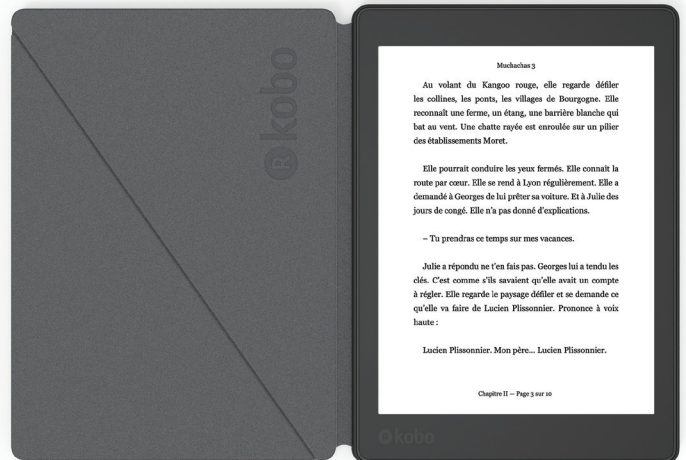 Rkobo
Muchachas 3
Au volant du Kangoo rouge, elle regarde défiler
les collines, les ponts, les villages de Bourgogne. Elle
reconnaît une ferme, un étang, une barrière blanche qui
bat au vent. Une chatte rayée est enroulée sur un pilier
des établissements Moret.
Elle pourrait conduire les yeux fermés. Elle connaît la
route par cœur. Elle se rend à Lyon régulièrement. Elle a
demandé à Georges de lui prêter sa voiture. Et à Julie des
jours de congé. Elle n'a pas donné d'explications.
– Tu prendras ce temps sur mes vacances.
Julie a répondu ne t'en fais pas. Georges lui a tendu les
clés. C'est comme s'ils savaient qu'elle avait un compte
à régler. Elle regarde le paysage défiler et se demande ce
qu'elle va faire de Lucien Plissonnier. Prononce à voix
haute :
Lucien Plissonnier. Mon père... Lucien Plissonnier.
Chapitre II — Page 3 sur 10
Rkobo